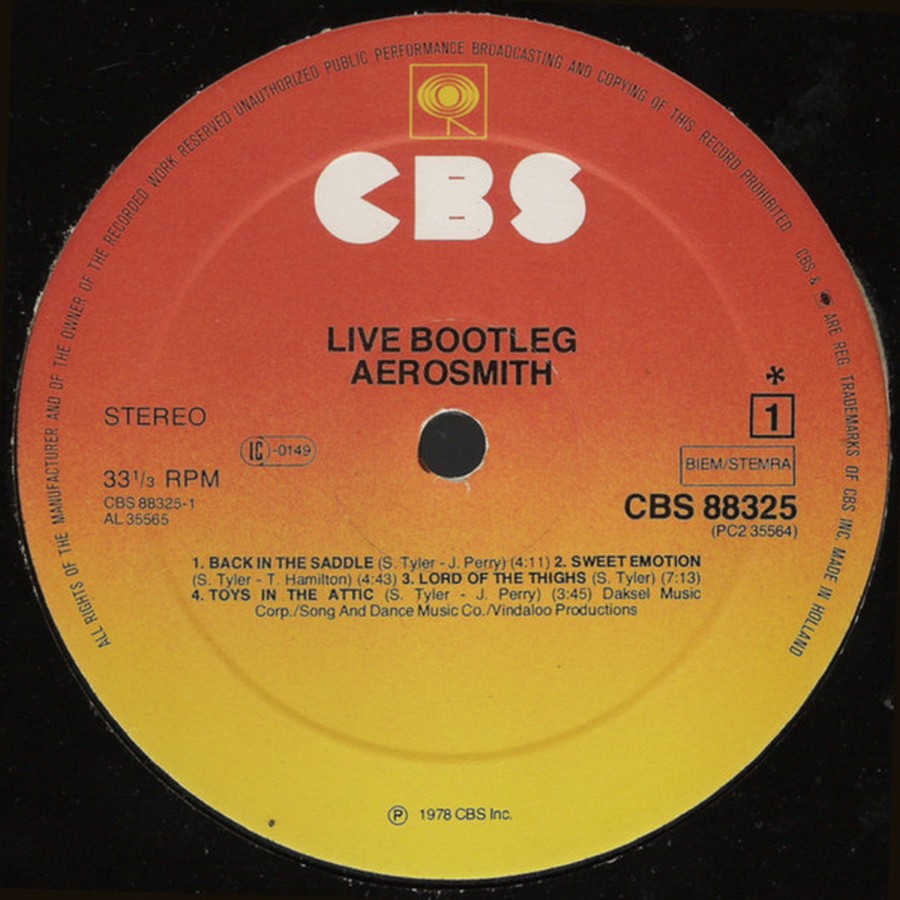 ALL RIGHTS OF THE MANUFACTURER AND OF THE OWNER OF THE RECORDED WORK RESERVED UNAUTHORIZED PUBLIC PERFORMANCE BROADCASTING AND COPYING OF THIS RECORD PROHIBITED
CBS & ARE REG TRADEMARKS OF CBS INC. MADE IN HOLLAND
CBS
LIVE BOOTLEG
AEROSMITH
STEREO
*
1
LC -0149
BIEM/STEMRA
33 1/3 RPM
CBS 88325-1
AL 35565
CBS 88325
(PC2 35564)
1. BACK IN THE SADDLE (S. Tyler - J. Perry) (4:11) 2. SWEET EMOTION
(S. Tyler - T. Hamilton) (4:43) 3. LORD OF THE THIGHS (S. Tyler) (7:13)
4. TOYS IN THE ATTIC (S. Tyler - J. Perry) (3:45) Daksel Music
Corp./Song And Dance Music Co./Vindaloo Productions
Ⓟ 1978 CBS Inc.